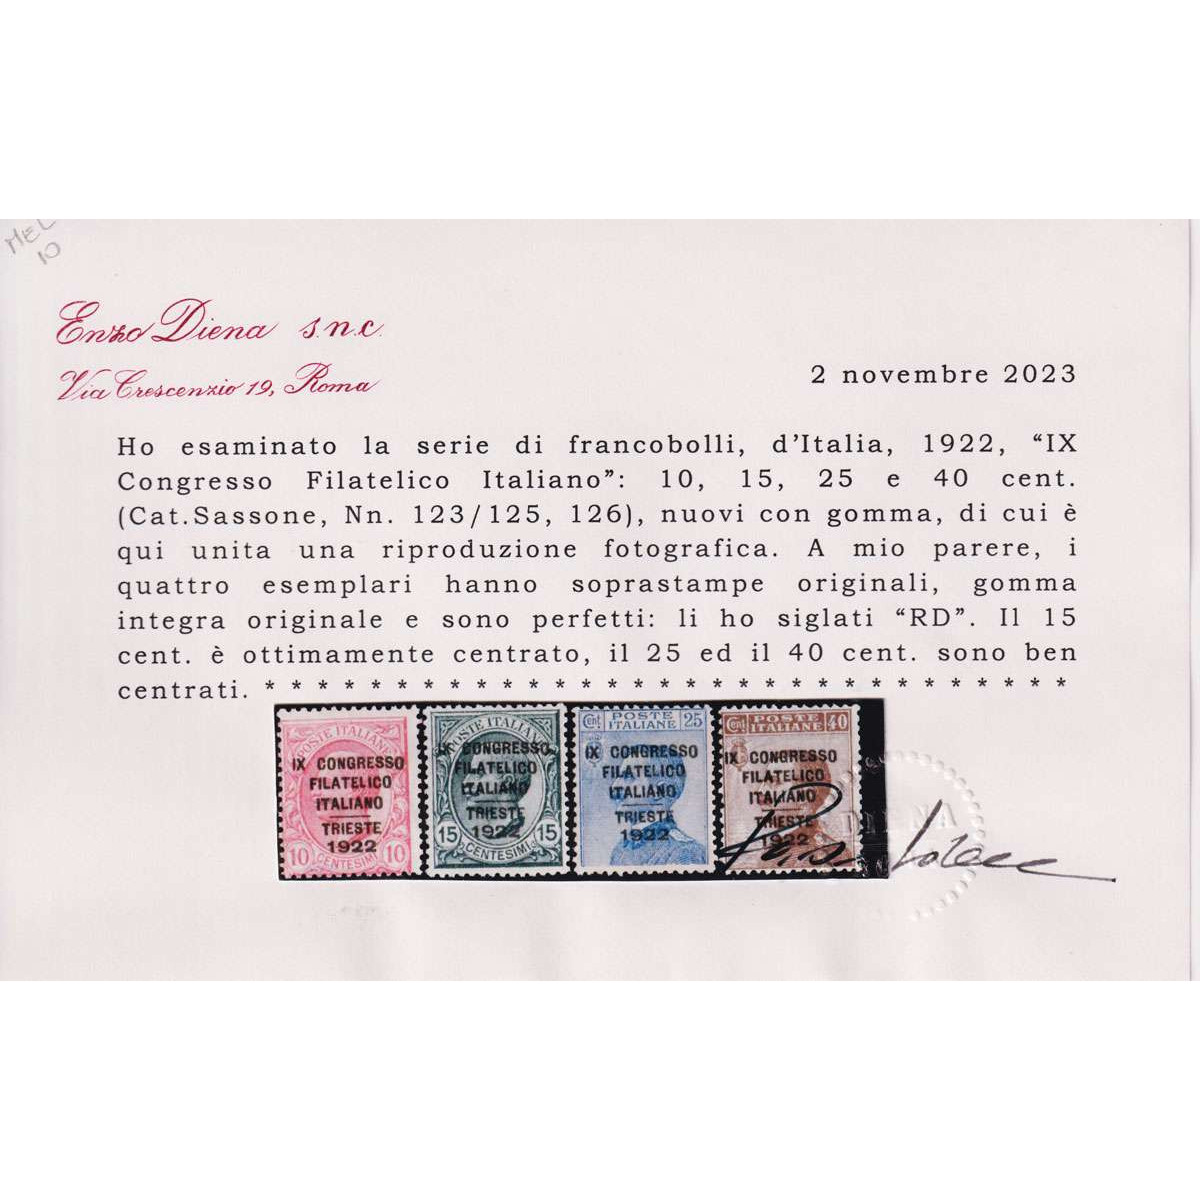 MEL
10
Enzo Diena s.n.c.
Via Crescenzio 19, Roma
2 novembre 2023
Ho esaminato la serie di francobolli, d'Italia, 1922, “IX
Congresso Filatelico Italiano”: 10, 15, 25 e 40 cent.
(Cat.Sassone, Nn. 123/125, 126), nuovi con gomma, di cui è
qui unita una riproduzione fotografica. A mio parere, i
quattro esemplari hanno soprastampe originali, gomma
integra originale e sono perfetti: li ho siglati “RD”. Il 15
cent. è ottimamente centrato, il 25 ed il 40 cent. sono ben
centrati. * * * * * * * * * * * * * * * * * * * * * * * * * * * * * * *
POSTE ITALIANE
IX CONGRESSO
FILATELICO
ITALIANO
TRIESTE
1922
10 10
CENTESIMI
POSTE ITALIANE
IX CONGRESSO
FILATELICO
ITALIANO
TRIESTE
1922
15 15
CENTESIMI
Cent POSTE ITALIANE 25
IX CONGRESSO
FILATELICO
ITALIANO
TRIESTE
1922
Cent POSTE ITALIANE 40
IX CONGRESSO
FILATELICO
ITALIANO
TRIESTE
1922
DIENA